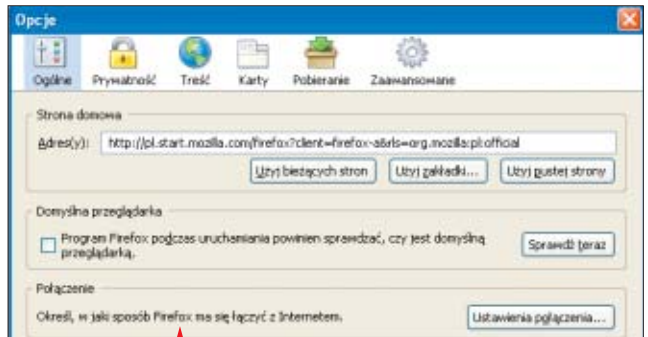 Opcje
Ogólne Prywatność Treść Karty Pobieranie Zaawansowane
Strona domowa
Adres(y): http://pl.start.mozilla.com/firefox?client=firefox-a&rls=org.mozilla:pl:official
Użyj bieżących stron Użyj zakładki... Użyj pustej strony
Domyślna przeglądarka
Program Firefox podczas uruchamiania powinien sprawdzać, czy jest domyślną
przeglądarką.
Sprawdź teraz
Połączenie
Określ, w jaki sposób Firefox ma się łączyć z Internetem.
Ustawienia połączenia...